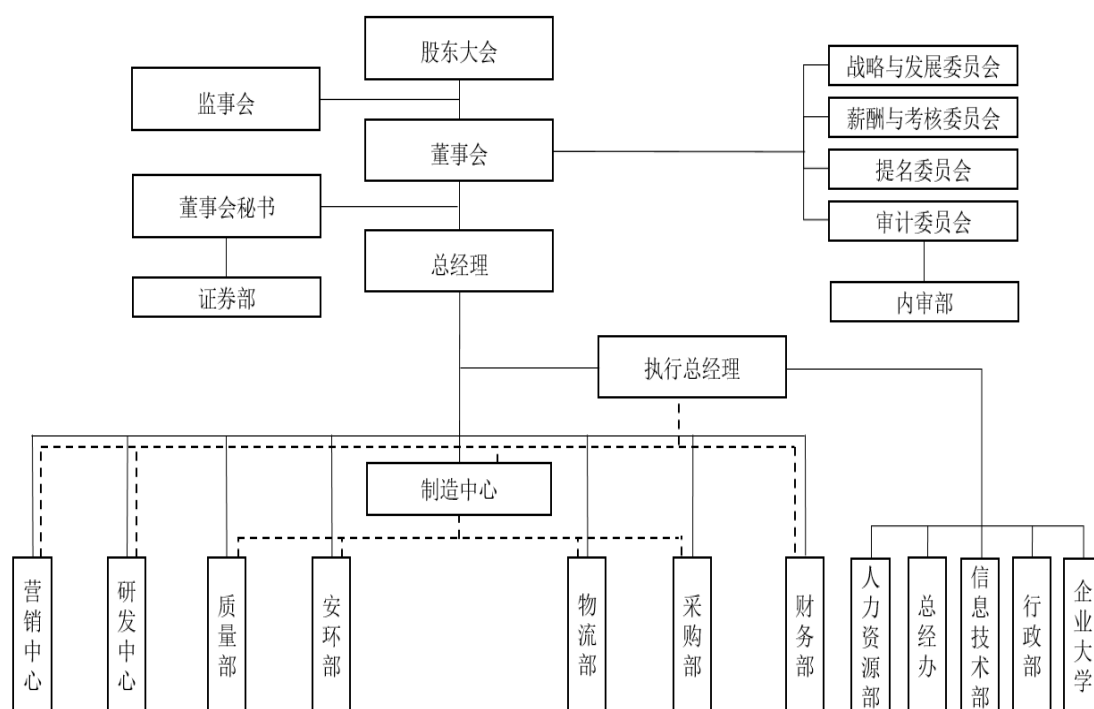 股东大会
战略与发展委员会
监事会
薪酬与考核委员会
董事会
提名委员会
董事会秘书
审计委员会
总经理
证券部
内审部
执行总经理
制造中心
营销中心
研发中心
质量部
安环部
物流部
采购部
财务部
人力资源部
总经办
信息技术部
行政部
企业大学